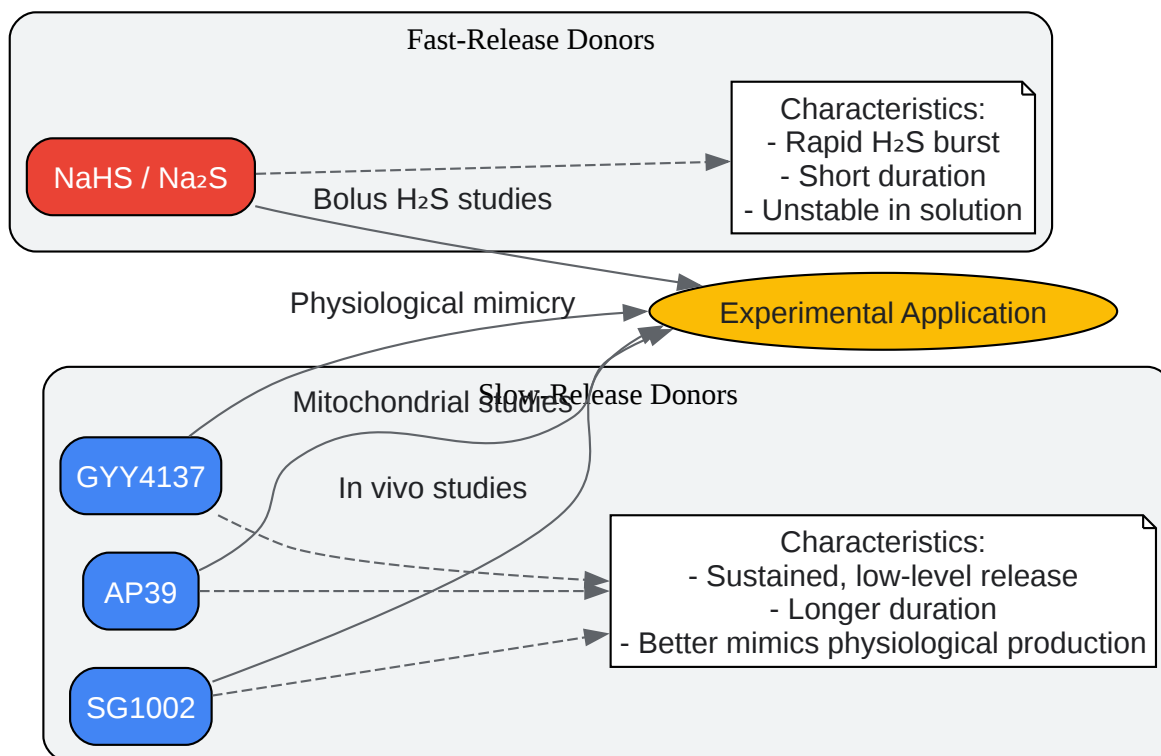 Fast-Release Donors
NaHS / Na₂S
Characteristics:
- Rapid H₂S burst
- Short duration
- Unstable in solution
Bolus H₂S studies
Physiological mimicry
Experimental Application
Slow-Release Donors
Mitochondrial studies
GYY4137
In vivo studies
AP39
SG1002
Characteristics:
- Sustained, low-level release
- Longer duration
- Better mimics physiological production